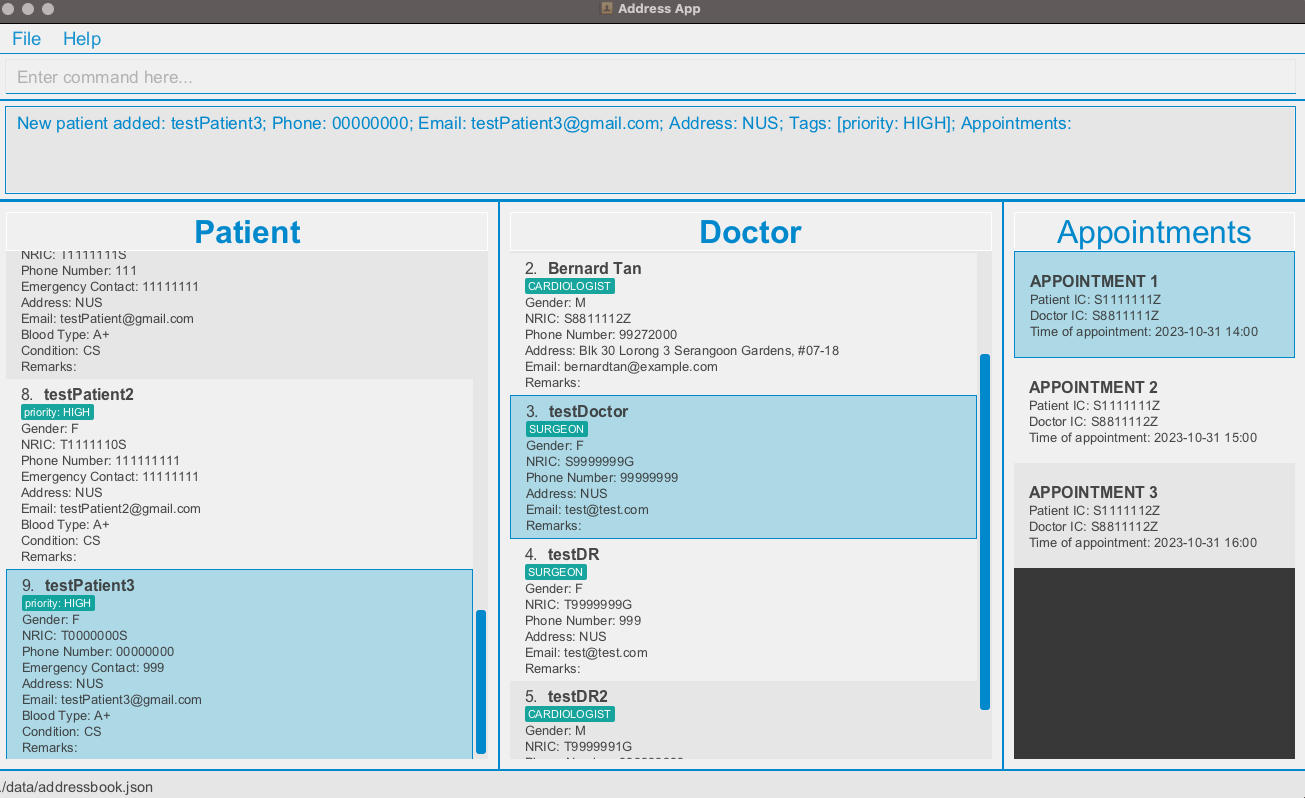 Address App
File Help
Enter command here...
New patient added: testPatient3; Phone: 00000000; Email: testPatient3@gmail.com; Address: NUS; Tags: [priority: HIGH]; Appointments:
Patient
NRIC: T1111111S
Phone Number: 111
Emergency Contact: 11111111
Address: NUS
Email: testPatient@gmail.com
Blood Type: A+
Condition: CS
Remarks:
8. testPatient2
priority: HIGH
Gender: F
NRIC: T1111110S
Phone Number: 111111111
Emergency Contact: 11111111
Address: NUS
Email: testPatient2@gmail.com
Blood Type: A+
Condition: CS
Remarks:
9. testPatient3
priority: HIGH
Gender: F
NRIC: T0000000S
Phone Number: 00000000
Emergency Contact: 999
Address: NUS
Email: testPatient3@gmail.com
Blood Type: A+
Condition: CS
Remarks:
Doctor
2. Bernard Tan
CARDIOLOGIST
Gender: M
NRIC: S8811112Z
Phone Number: 99272000
Address: Blk 30 Lorong 3 Serangoon Gardens, #07-18
Email: bernardtan@example.com
Remarks:
3. testDoctor
SURGEON
Gender: F
NRIC: S9999999G
Phone Number: 99999999
Address: NUS
Email: test@test.com
Remarks:
4. testDR
SURGEON
Gender: F
NRIC: T9999999G
Phone Number: 999
Address: NUS
Email: test@test.com
Remarks:
5. testDR2
CARDIOLOGIST
Gender: M
NRIC: T9999991G
Appointments
APPOINTMENT 1
Patient IC: S1111111Z
Doctor IC: S8811111Z
Time of appointment: 2023-10-31 14:00
APPOINTMENT 2
Patient IC: S1111111Z
Doctor IC: S8811112Z
Time of appointment: 2023-10-31 15:00
APPOINTMENT 3
Patient IC: S1111112Z
Doctor IC: S8811112Z
Time of appointment: 2023-10-31 16:00
./data/addressbook.json